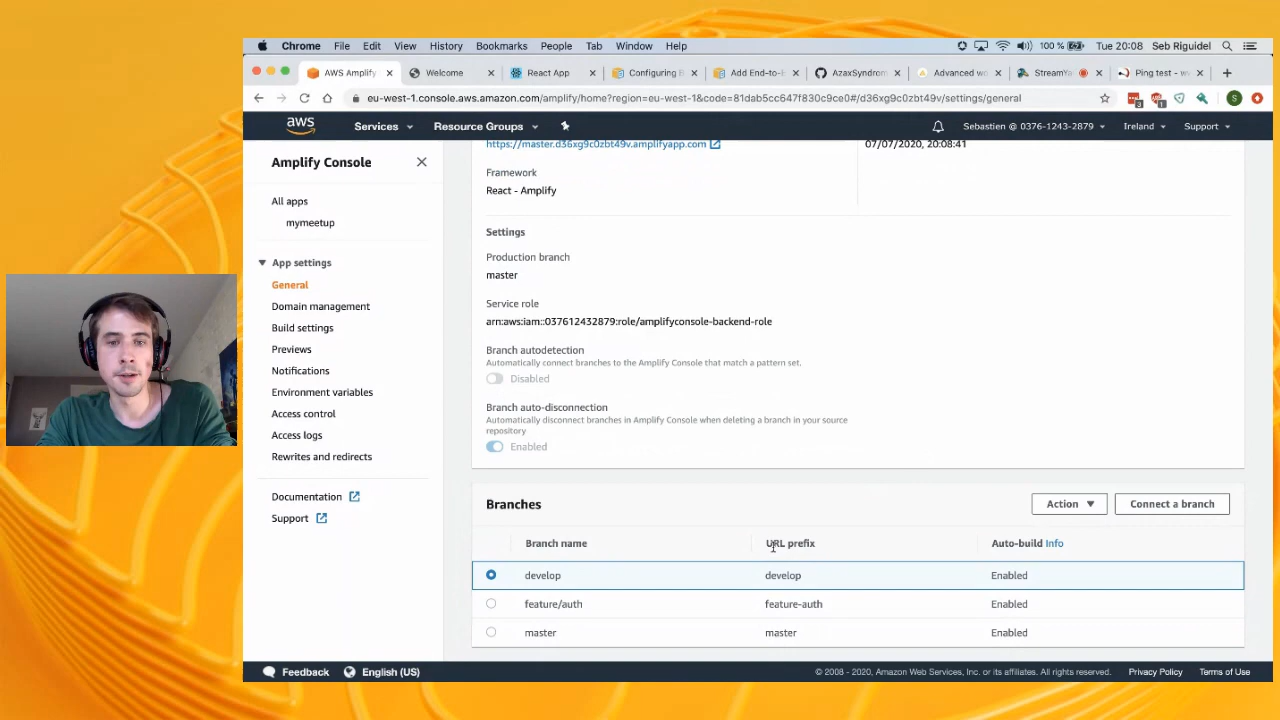 Chrome File Edit View History Bookmarks People Tab Window Help 100 % Tue 20:08 Seb Riguidel
AWS Amplify Welcome React App Configuring Add End-to-E AzaxSyndrom Advanced wo StreamYa Ping test - w
eu-west-1.console.aws.amazon.com/amplify/home?region=eu-west-1&code=81dab5cc647f830c9ce0#/d36xg9c0zbt49v/settings/general
aws Services Resource Groups Sebastien @ 0376-1243-2879 Ireland Support
Amplify Console
All apps
mymeetup
App settings
General
Domain management
Build settings
Previews
Notifications
Environment variables
Access control
Access logs
Rewrites and redirects
Documentation
Support
https://master.d36xg9c0zbt49v.amplifyapp.com 07/07/2020, 20:08:41
Framework
React - Amplify
Settings
Production branch
master
Service role
arn:aws:iam::037612432879:role/amplifyconsole-backend-role
Branch autodetection
Automatically connect branches to the Amplify Console that match a pattern set.
Disabled
Branch auto-disconnection
Automatically disconnect branches in Amplify Console when deleting a branch in your source
repository
Enabled
Branches Action Connect a branch
Branch name URL prefix Auto-build Info
develop develop Enabled
feature/auth feature-auth Enabled
master master Enabled
Feedback English (US) © 2008 - 2020, Amazon Web Services, Inc. or its affiliates. All rights reserved. Privacy Policy Terms of Use